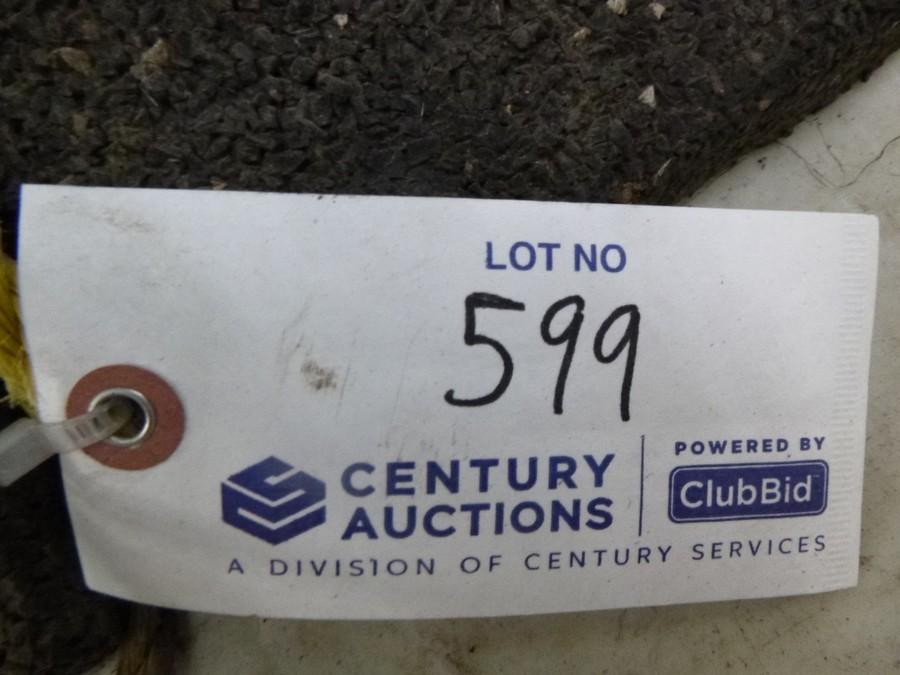 LOT NO
599
CENTURY
AUCTIONS
POWERED BY
ClubBid
A DIVISION OF CENTURY SERVICES